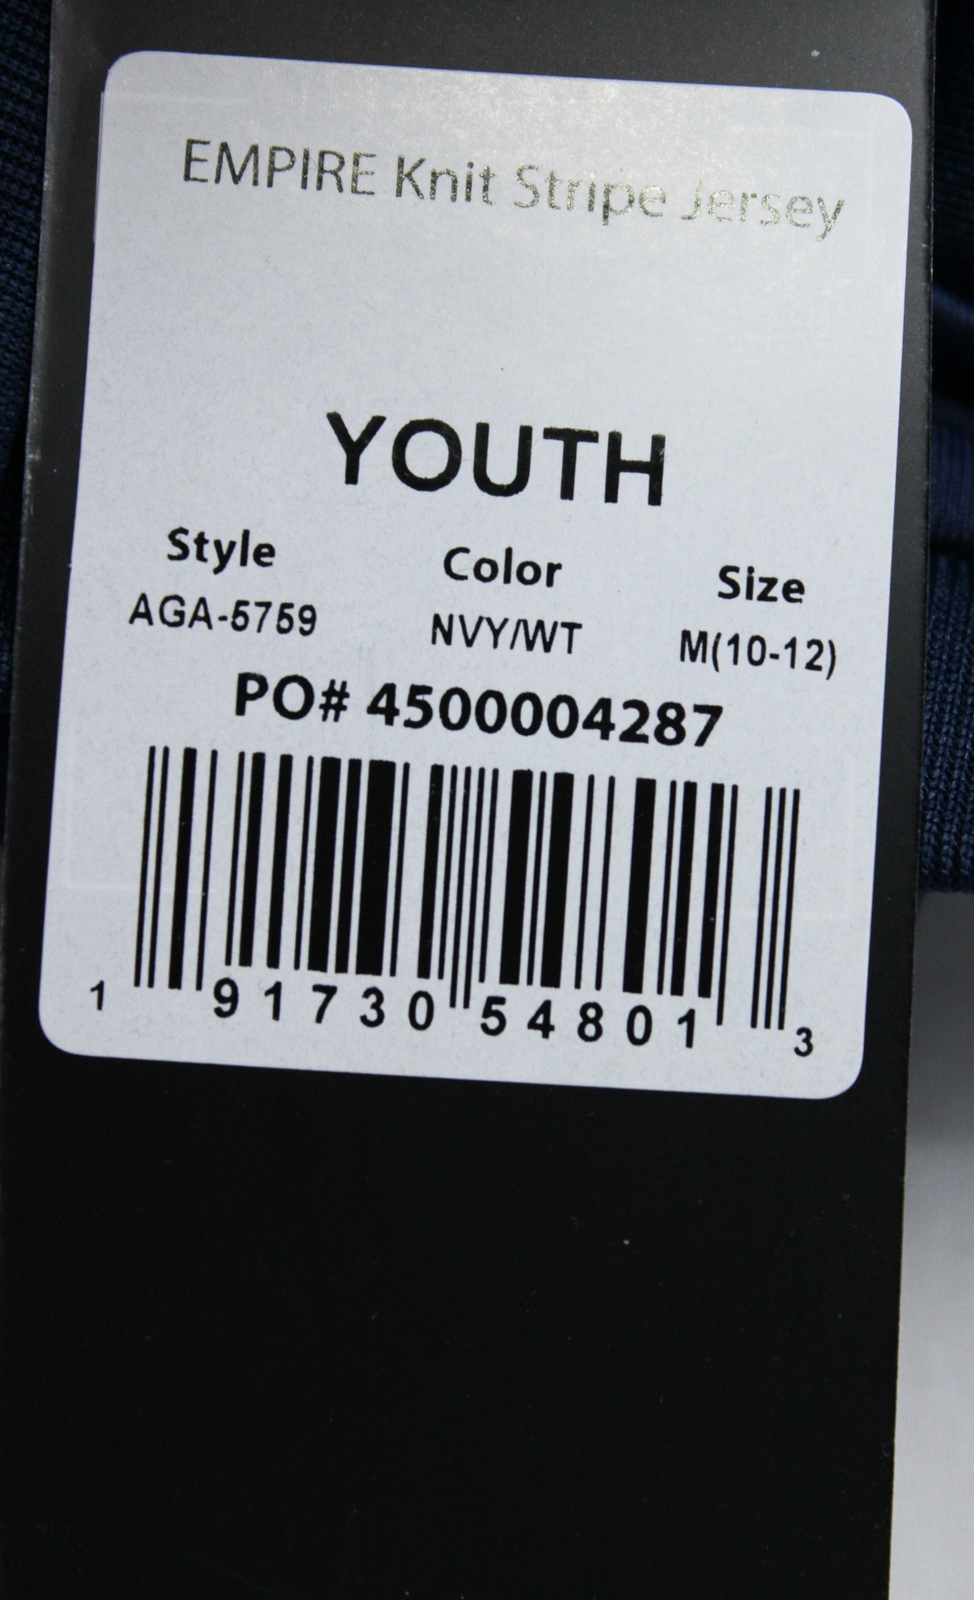 EMPIRE Knit Stripe Jersey
YOUTH
Style Color Size
AGA-5759 NVY/WT M(10-12)
PO# 4500004287
1 91730 54801 3